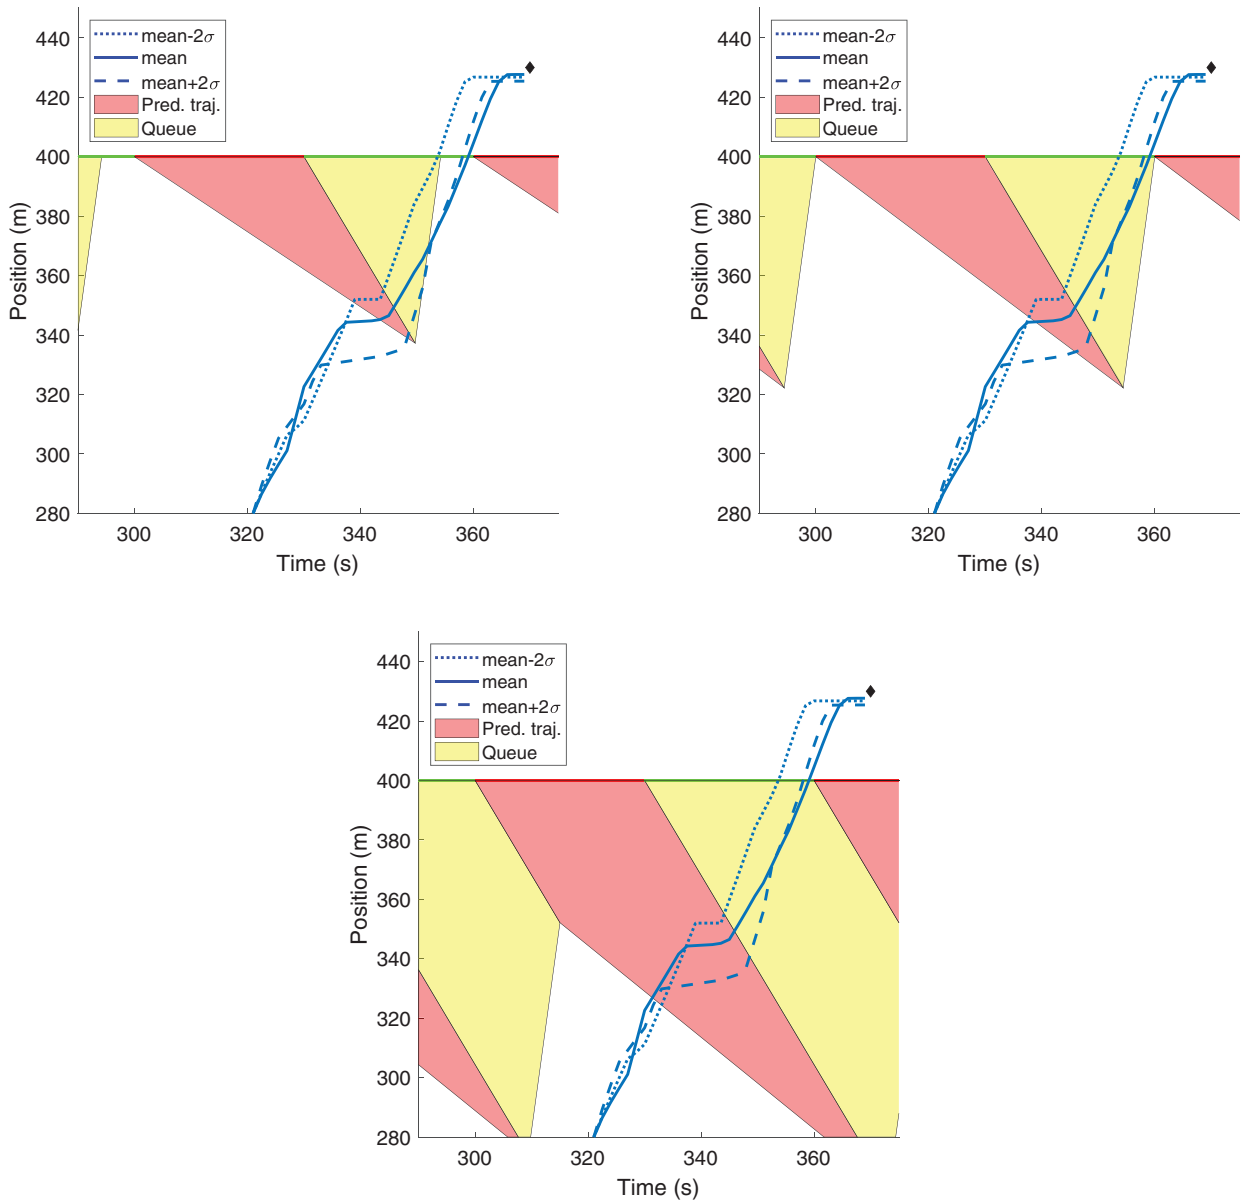 mean-2σ
mean
mean+2σ
Pred. traj.
Queue
440
420
400
380
360
340
320
300
280
Position (m)
300
320
340
360
Time (s)
mean-2σ
mean
mean+2σ
Pred. traj.
Queue
440
420
400
380
360
340
320
300
280
Position (m)
300
320
340
360
Time (s)
mean-2σ
mean
mean+2σ
Pred. traj.
Queue
440
420
400
380
360
340
320
300
280
Position (m)
300
320
340
360
Time (s)